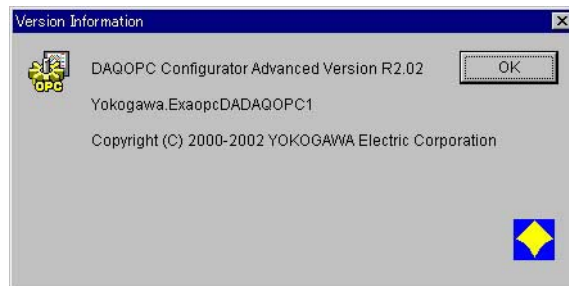 Version Information
DAQOPC Configurator Advanced Version R2.02
OK
OPC
Yokogawa.ExaopcDADAQOPC1
Copyright (C) 2000-2002 YOKOGAWA Electric Corporation